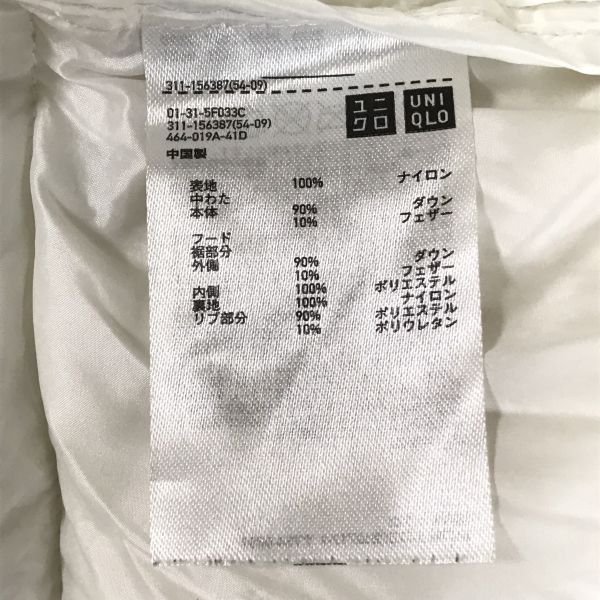 311-156387(54-09)
01-31-5F033C
311-156387(54-09)
464-019A-41D
ユニ
クロ
UNI
QLO
中国製
表地 100% ナイロン
中わた
本体 90% ダウン
10% フェザー
フード
裾部分
外側 90% ダウン
10% フェザー
内側 100% ポリエステル
裏地 100% ナイロン
リブ部分 90% ポリエステル
10% ポリウレタン